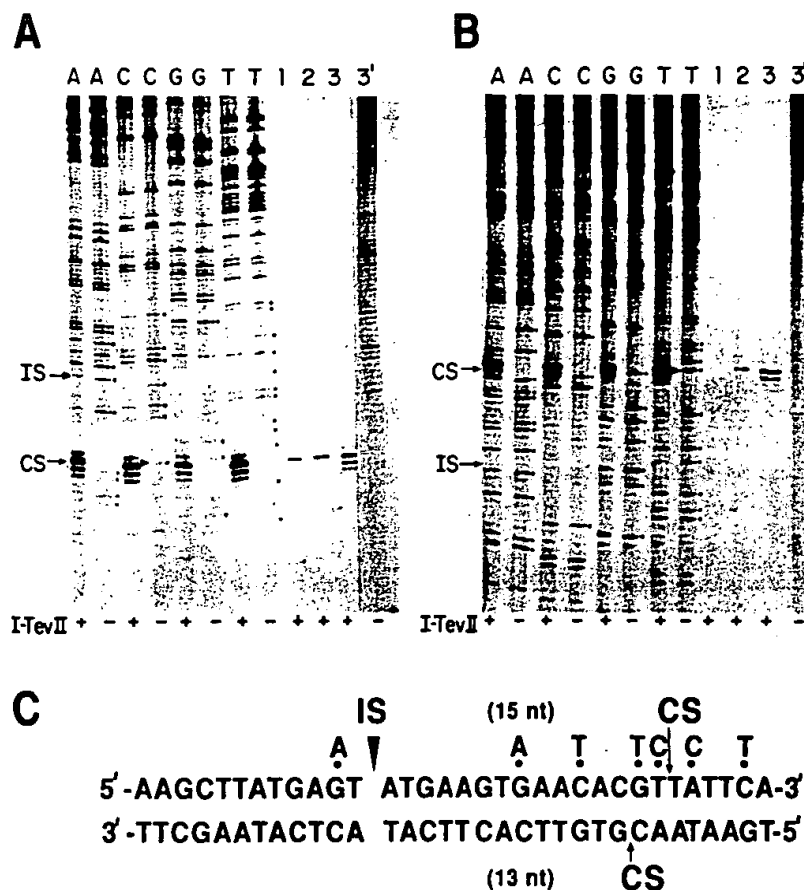 A
A A C C G G T T 1 2 3 3'
IS
CS
I-TevII + - + - + - + - + + + -
B
A A C C G G T T 1 2 3 3'
CS
IS
I-TevII + - + - + - + - + + + -
C
IS (15 nt) CS
A A T T C C T
5'-AAGCTTATGAGT ATGAAGTGAACACGTTATTCA-3'
3'-TTCGAATACTCA TACTTCACTTGTGCAATAAGT-5'
(13 nt) CS